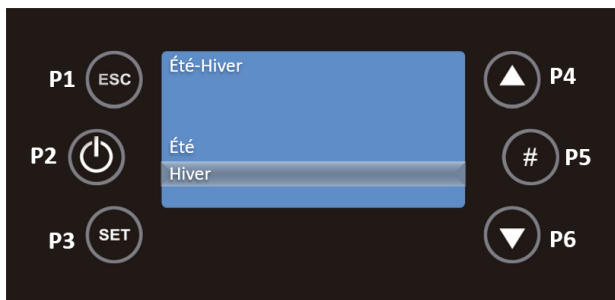 P1 ESC
Été-Hiver
P4
P2
Été
# P5
Hiver
P3 SET
P6